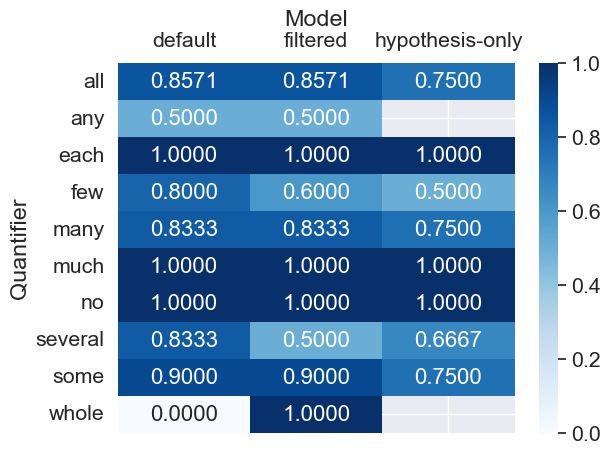 Model
default filtered hypothesis-only
all 0.8571 0.8571 0.7500
any 0.5000 0.5000
each 1.0000 1.0000 1.0000
few 0.8000 0.6000 0.5000
many 0.8333 0.8333 0.7500
much 1.0000 1.0000 1.0000
no 1.0000 1.0000 1.0000
several 0.8333 0.5000 0.6667
some 0.9000 0.9000 0.7500
whole 0.0000 1.0000
Quantifier
1.0
0.8
0.6
0.4
0.2
0.0